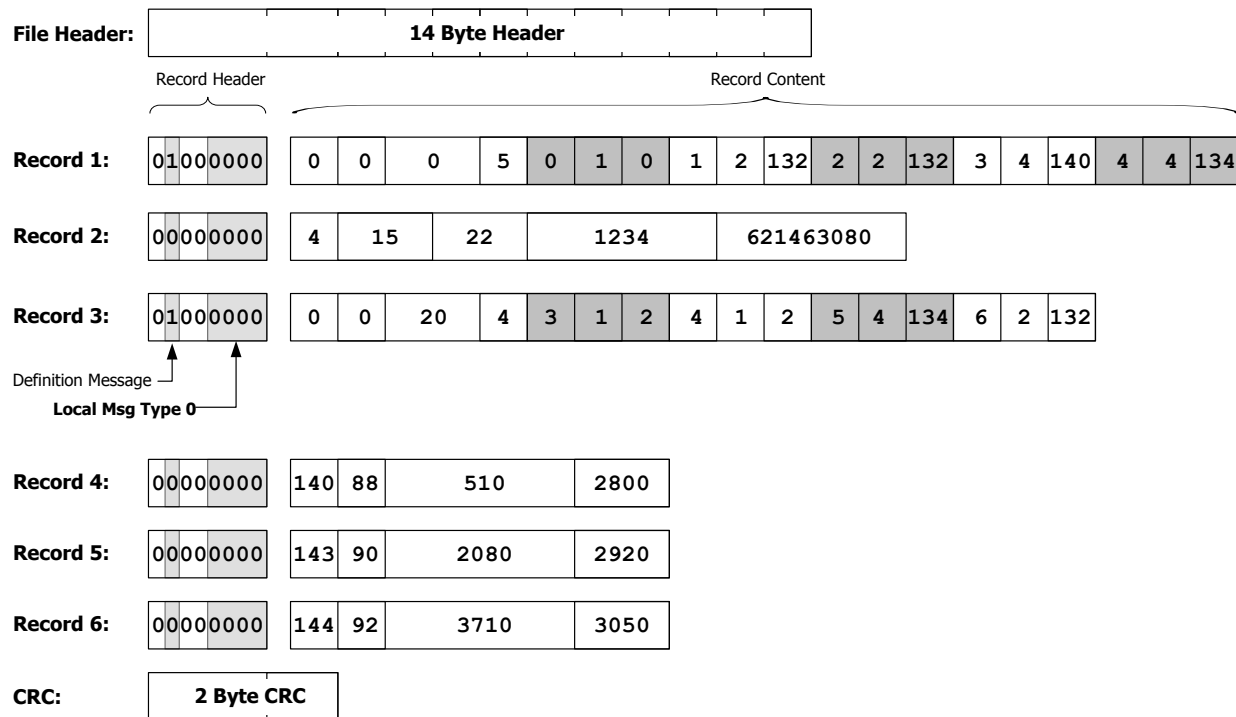 File Header: 14 Byte Header
Record Header Record Content
Record 1: 01000000 0 0 0 5 0 1 0 1 2 132 2 2 132 3 4 140 4 4 134
Record 2: 00000000 4 15 22 1234 621463080
Record 3: 01000000 0 0 20 4 3 1 2 4 1 2 5 4 134 6 2 132
Definition Message
Local Msg Type 0
Record 4: 00000000 140 88 510 2800
Record 5: 00000000 143 90 2080 2920
Record 6: 00000000 144 92 3710 3050
CRC: 2 Byte CRC